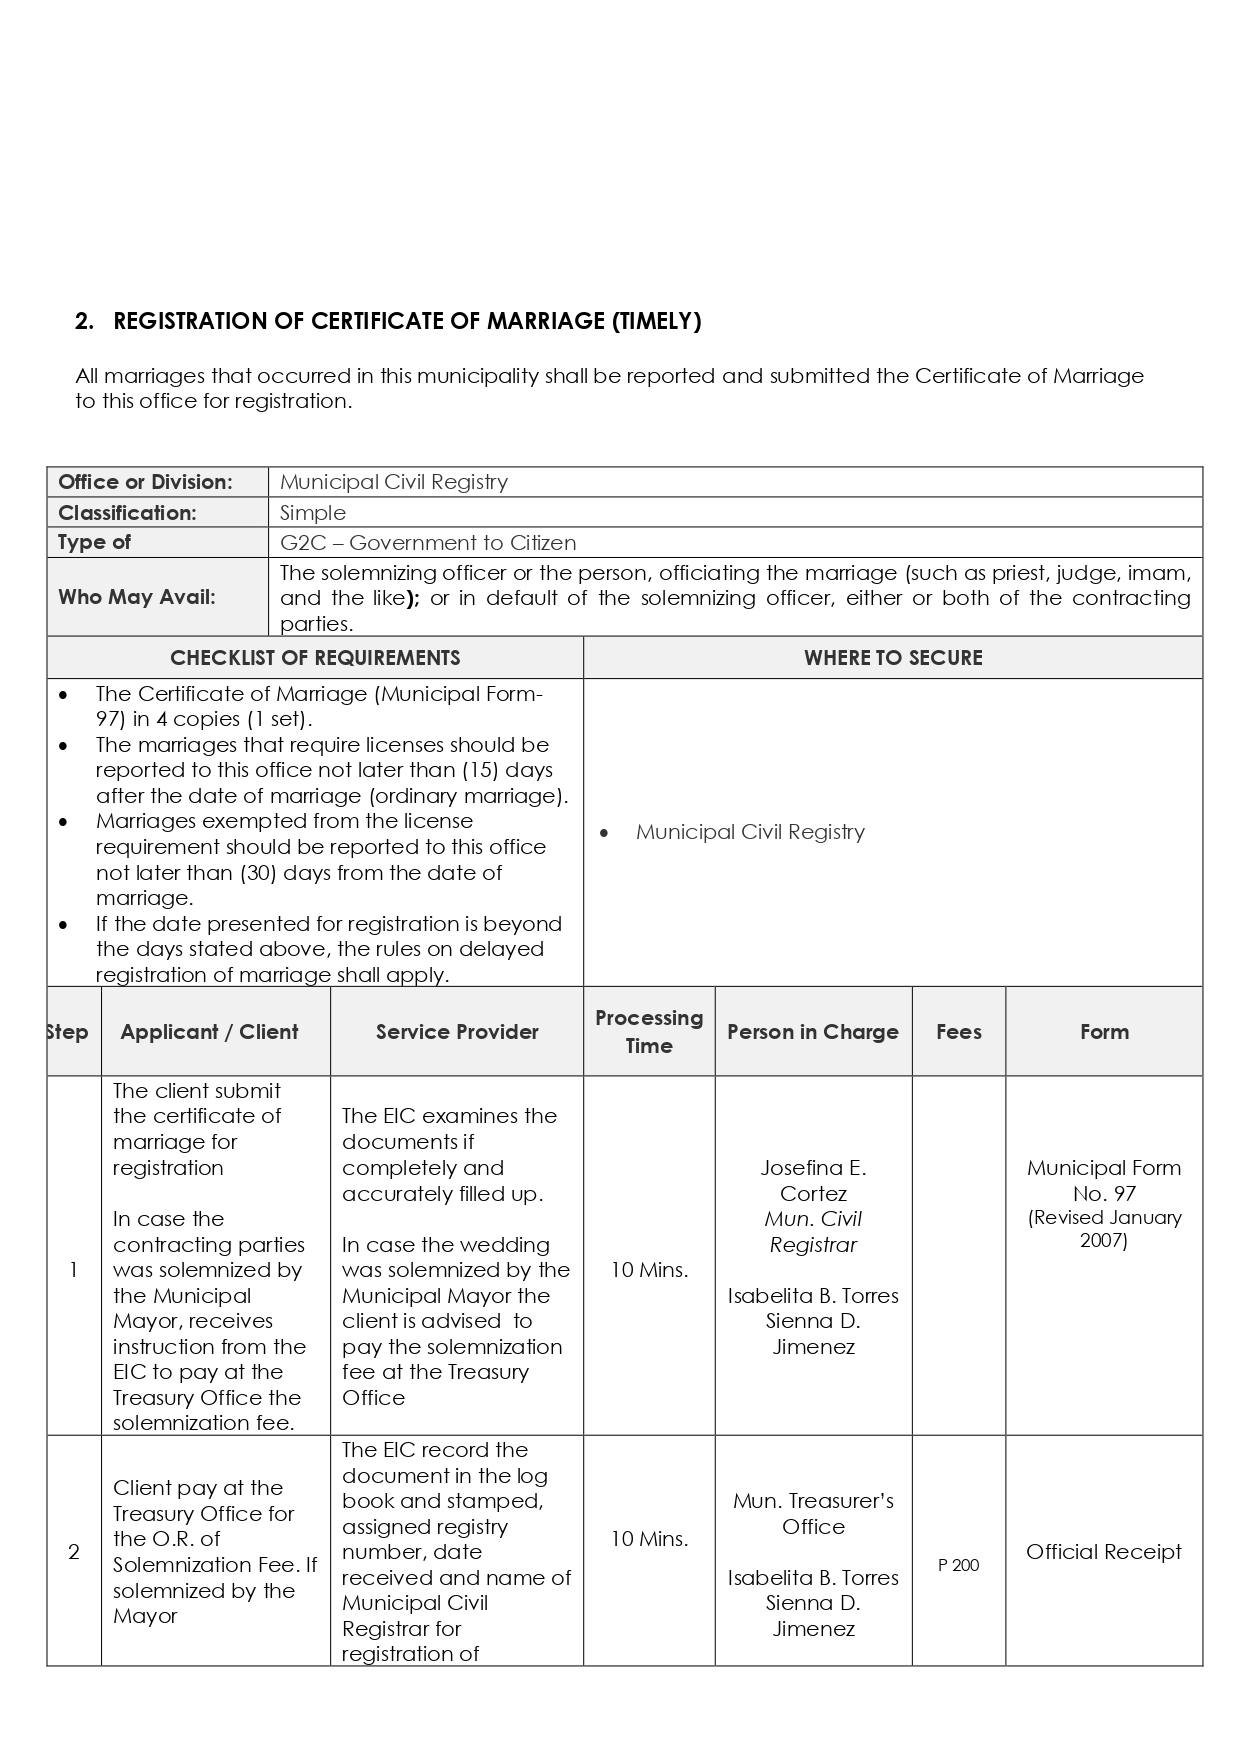 2. REGISTRATION OF CERTIFICATE OF MARRIAGE (TIMELY)
All marriages that occurred in this municipality shall be reported and submitted the Certificate of Marriage
to this office for registration.
Office or Division:
Municipal Civil Registry
Classification:
Simple
Type of
G2C – Government to Citizen
Who May Avail:
The solemnizing officer or the person, officiating the marriage (such as priest, judge, imam,
and the like); or in default of the solemnizing officer, either or both of the contracting
parties.
CHECKLIST OF REQUIREMENTS
WHERE TO SECURE
• The Certificate of Marriage (Municipal Form-
97) in 4 copies (1 set).
• The marriages that require licenses should be
reported to this office not later than (15) days
after the date of marriage (ordinary marriage).
• Marriages exempted from the license
requirement should be reported to this office
not later than (30) days from the date of
marriage.
• If the date presented for registration is beyond
the days stated above, the rules on delayed
registration of marriage shall apply.
• Municipal Civil Registry
Step
Applicant / Client
Service Provider
Processing
Time
Person in Charge
Fees
Form
1
The client submit
the certificate of
marriage for
registration
In case the
contracting parties
was solemnized by
the Municipal
Mayor, receives
instruction from the
EIC to pay at the
Treasury Office the
solemnization fee.
The EIC examines the
documents if
completely and
accurately filled up.
In case the wedding
was solemnized by the
Municipal Mayor the
client is advised to
pay the solemnization
fee at the Treasury
Office
10 Mins.
Josefina E.
Cortez
Mun. Civil
Registrar
Isabelita B. Torres
Sienna D.
Jimenez
Municipal Form
No. 97
(Revised January
2007)
2
Client pay at the
Treasury Office for
the O.R. of
Solemnization Fee. If
solemnized by the
Mayor
The EIC record the
document in the log
book and stamped,
assigned registry
number, date
received and name of
Municipal Civil
Registrar for
registration of
10 Mins.
Mun. Treasurer’s
Office
Isabelita B. Torres
Sienna D.
Jimenez
P 200
Official Receipt